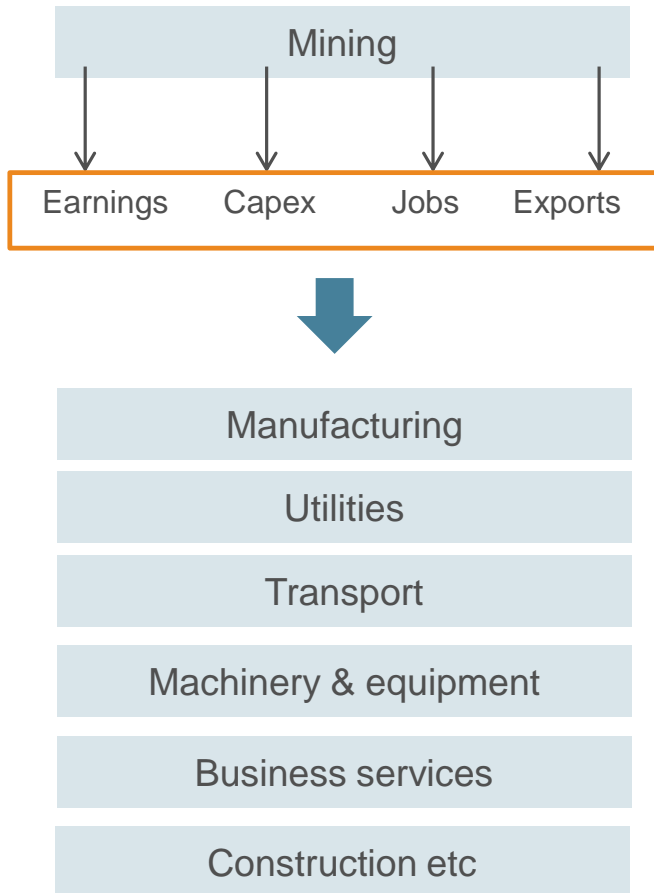 Mining
Earnings Capex Jobs Exports
Manufacturing
Utilities
Transport
Machinery & equipment
Business services
Construction etc